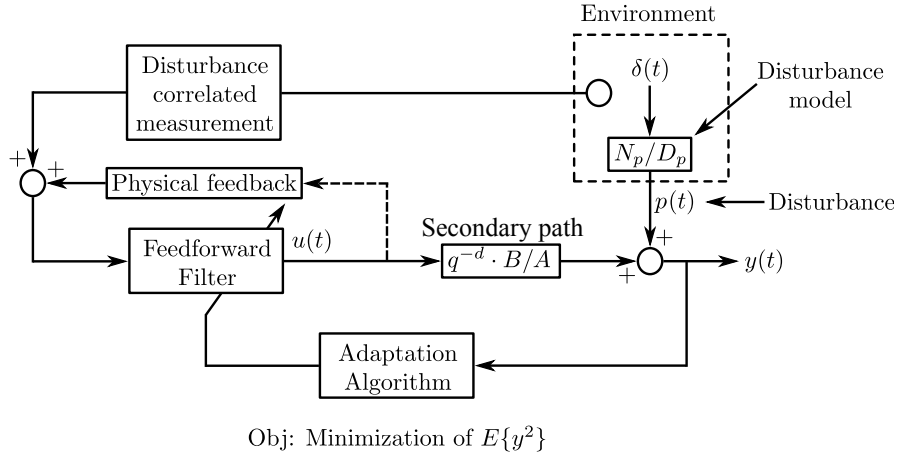 Environment
Disturbance
correlated
measurement
δ(t)
Disturbance
model
N_p/D_p
+
+
Physical feedback
p(t)
Disturbance
Feedforward
Filter
u(t)
Secondary path
q^{-d} · B/A
+
+
y(t)
Adaptation
Algorithm
Obj: Minimization of E{y^2}